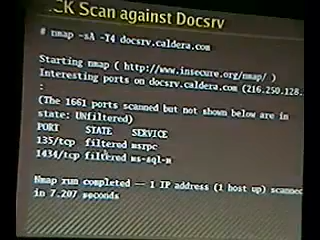 CK Scan against Docsrv
# nmap -sA -T4 docsrv.caldera.com
Starting nmap ( http://www.insecure.org/nmap/ )
Interesting ports on docsrv.caldera.com (216.250.128.
:
(The 1661 ports scanned but not shown below are in
state: UNfiltered)
PORT STATE SERVICE
135/tcp filtered msrpc
1434/tcp filtered ms-sql-m
Nmap run completed — 1 IP address (1 host up) scanned
in 7.207 seconds